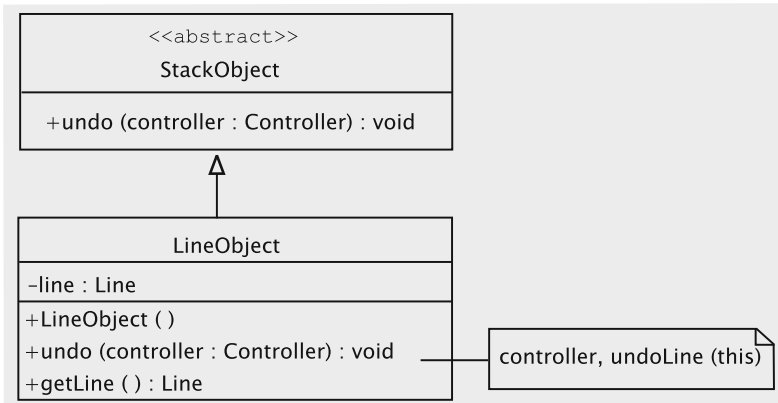 <<abstract>>
StackObject
+undo (controller : Controller) : void
LineObject
-line : Line
+LineObject ( )
+undo (controller : Controller) : void
+getLine ( ) : Line
controller, undoLine (this)